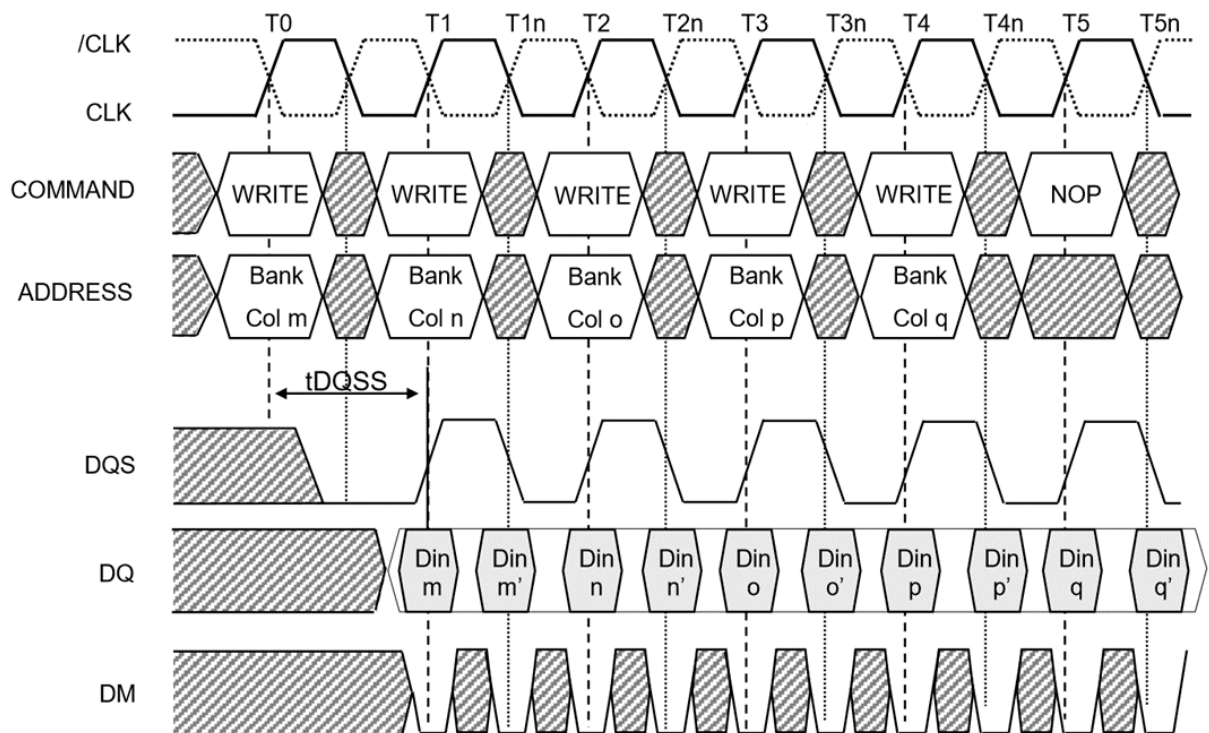 T0 T1 T1n T2 T2n T3 T3n T4 T4n T5 T5n
/CLK
CLK
COMMAND WRITE WRITE WRITE WRITE WRITE NOP
ADDRESS
Bank Bank Bank Bank Bank
Col m Col n Col o Col p Col q
tDQSS
DQS
DQ
Din Din Din Din Din Din Din Din Din Din
m m’ n n’ o o’ p p’ q q’
DM